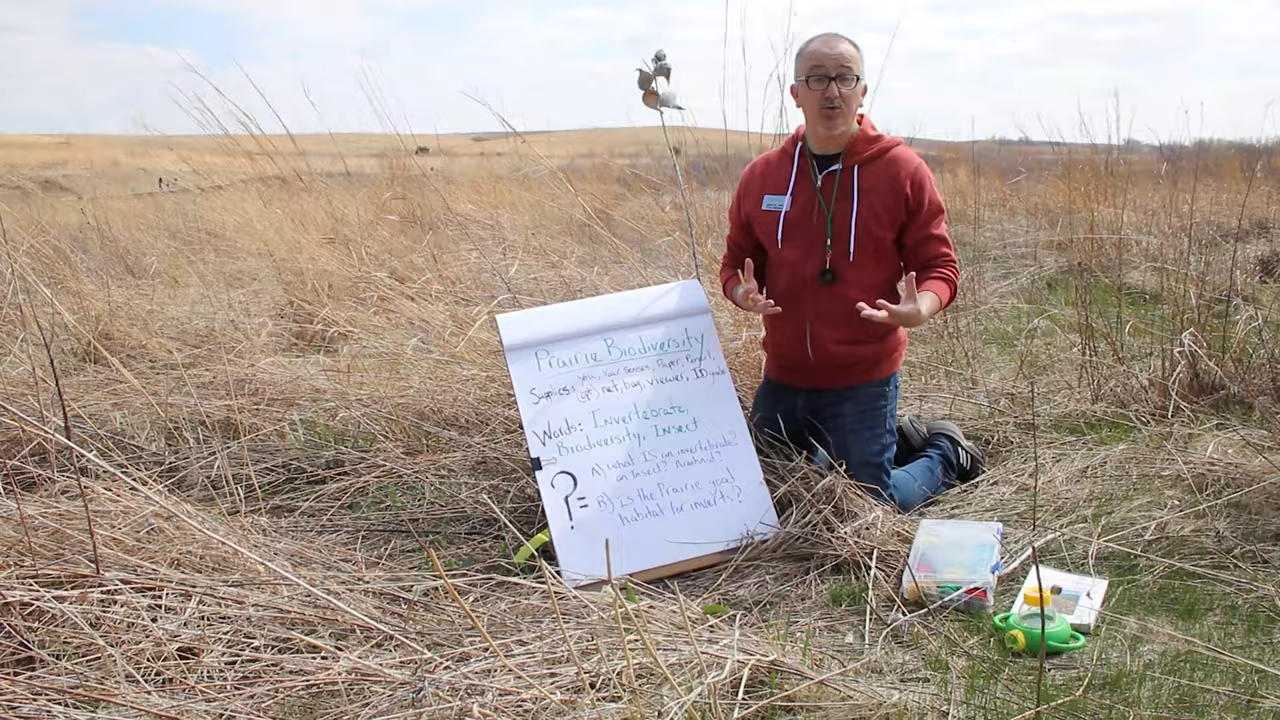 Prairie Biodiversity
Supplies: You, Your Senses, Paper, Pencil,
(opt) net, bag, viewer, ID guide
Words: Invertebrate,
Biodiversity, Insect
? = A) what IS an invertebrate?
an Insect? Arachnid?
B) Is the Prairie good
habitat for inverts?